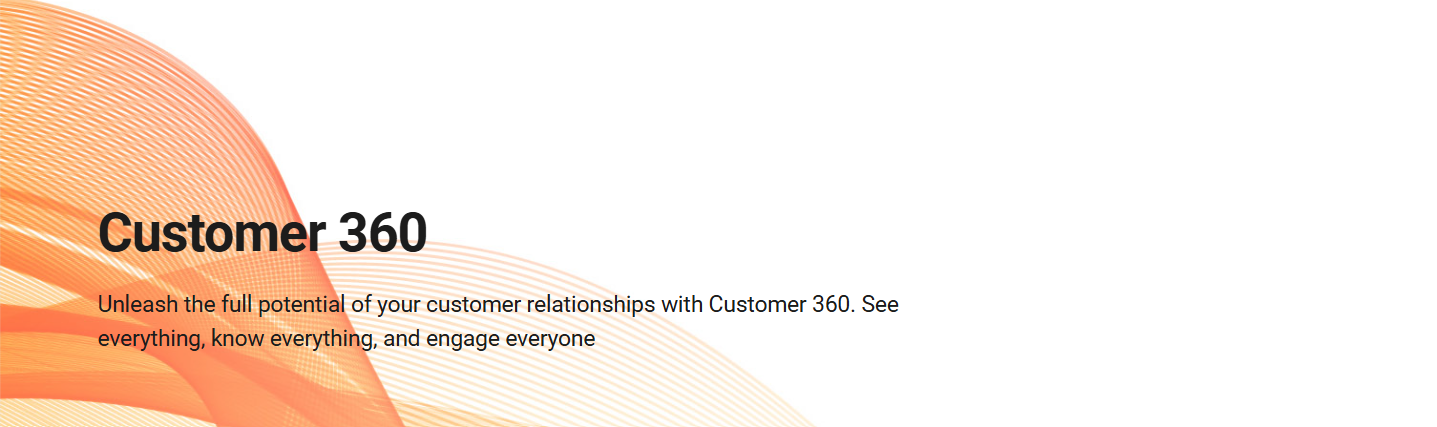 Customer 360
Unleash the full potential of your customer relationships with Customer 360. See
everything, know everything, and engage everyone